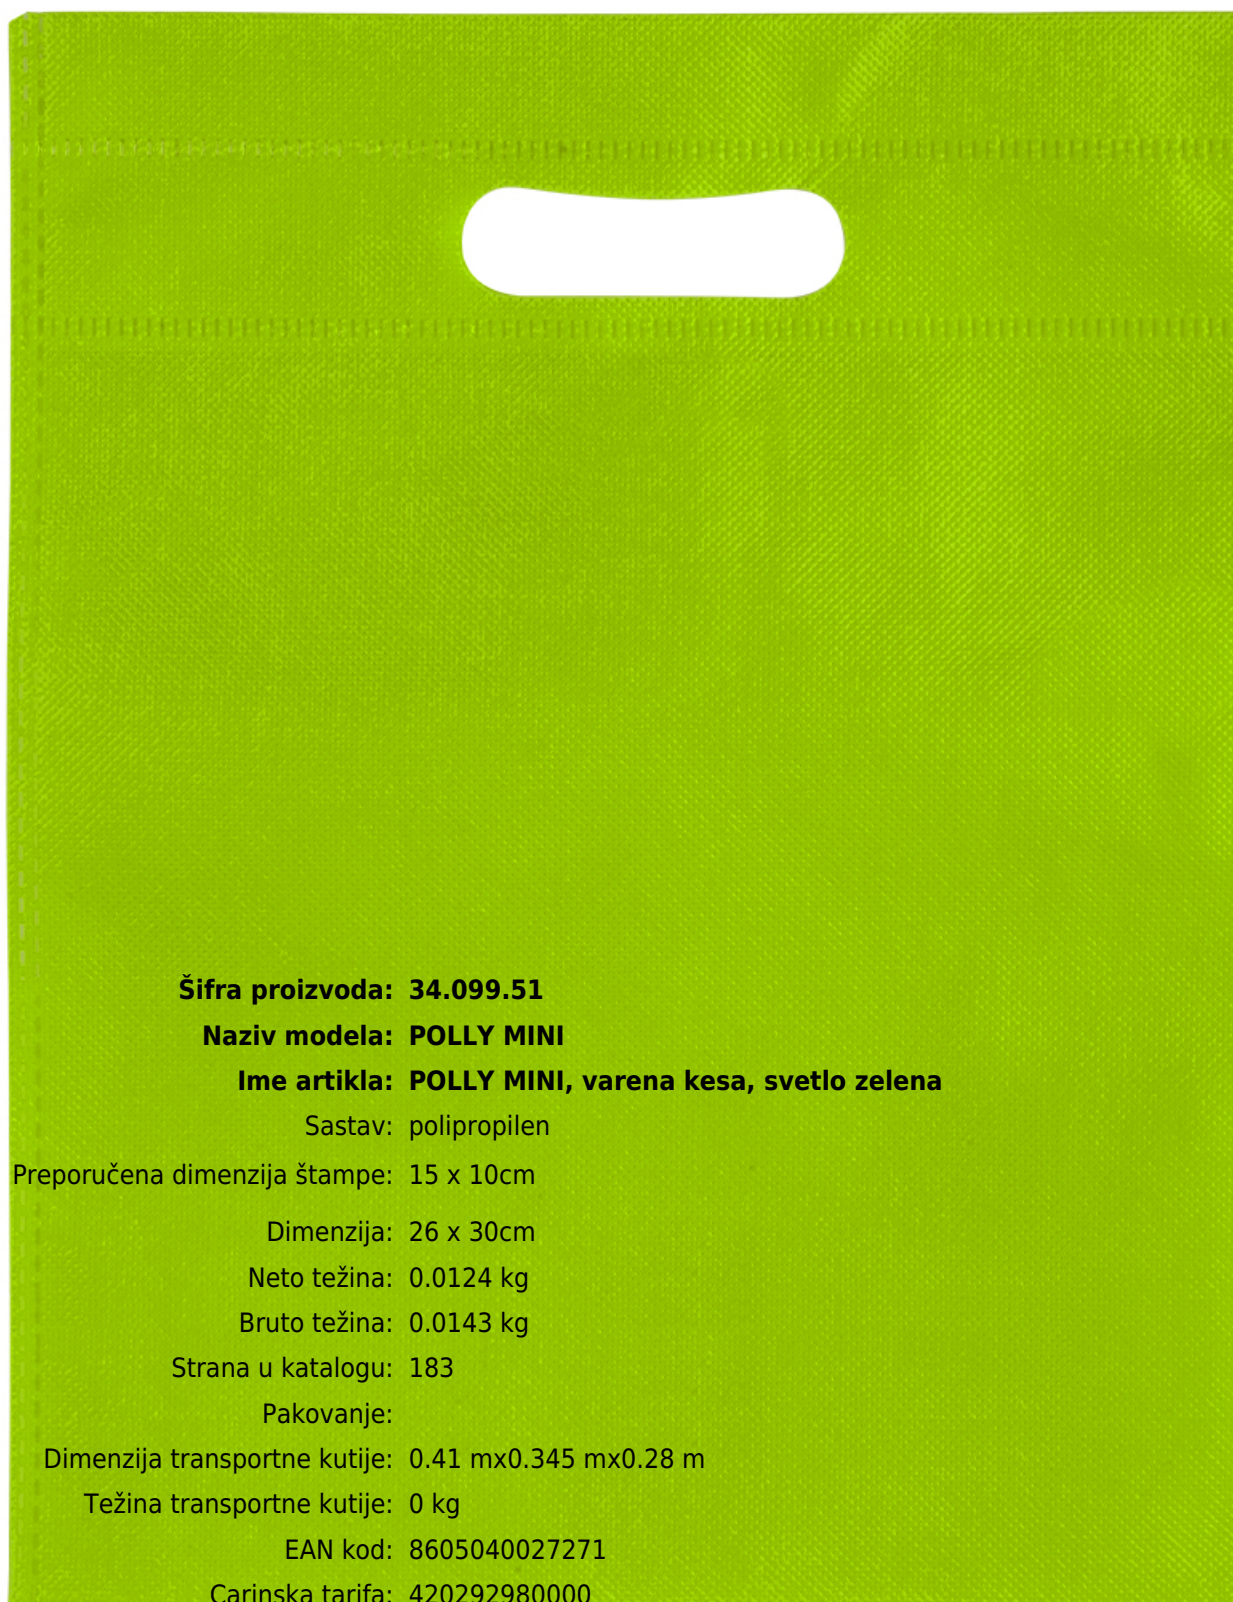 Šifra proizvoda: 34.099.51
Naziv modela: POLLY MINI
Ime artikla: POLLY MINI, varena kesa, svetlo zelena
Sastav: polipropilen
Preporučena dimenzija štampe: 15 x 10cm
Dimenzija: 26 x 30cm
Neto težina: 0.0124 kg
Bruto težina: 0.0143 kg
Strana u katalogu: 183
Pakovanje:
Dimenzija transportne kutije: 0.41 mx0.345 mx0.28 m
Težina transportne kutije: 0 kg
EAN kod: 8605040027271
Carinska tarifa: 420292980000